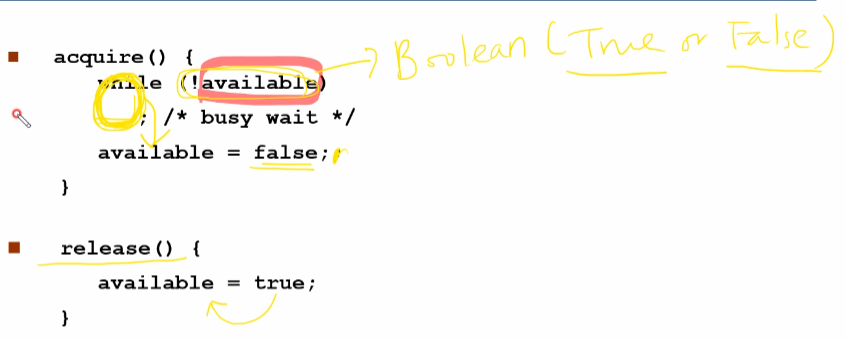 acquire() {
while (!available)
; /* busy wait */
available = false;
}
release() {
available = true;
}
Boolean (True or False)